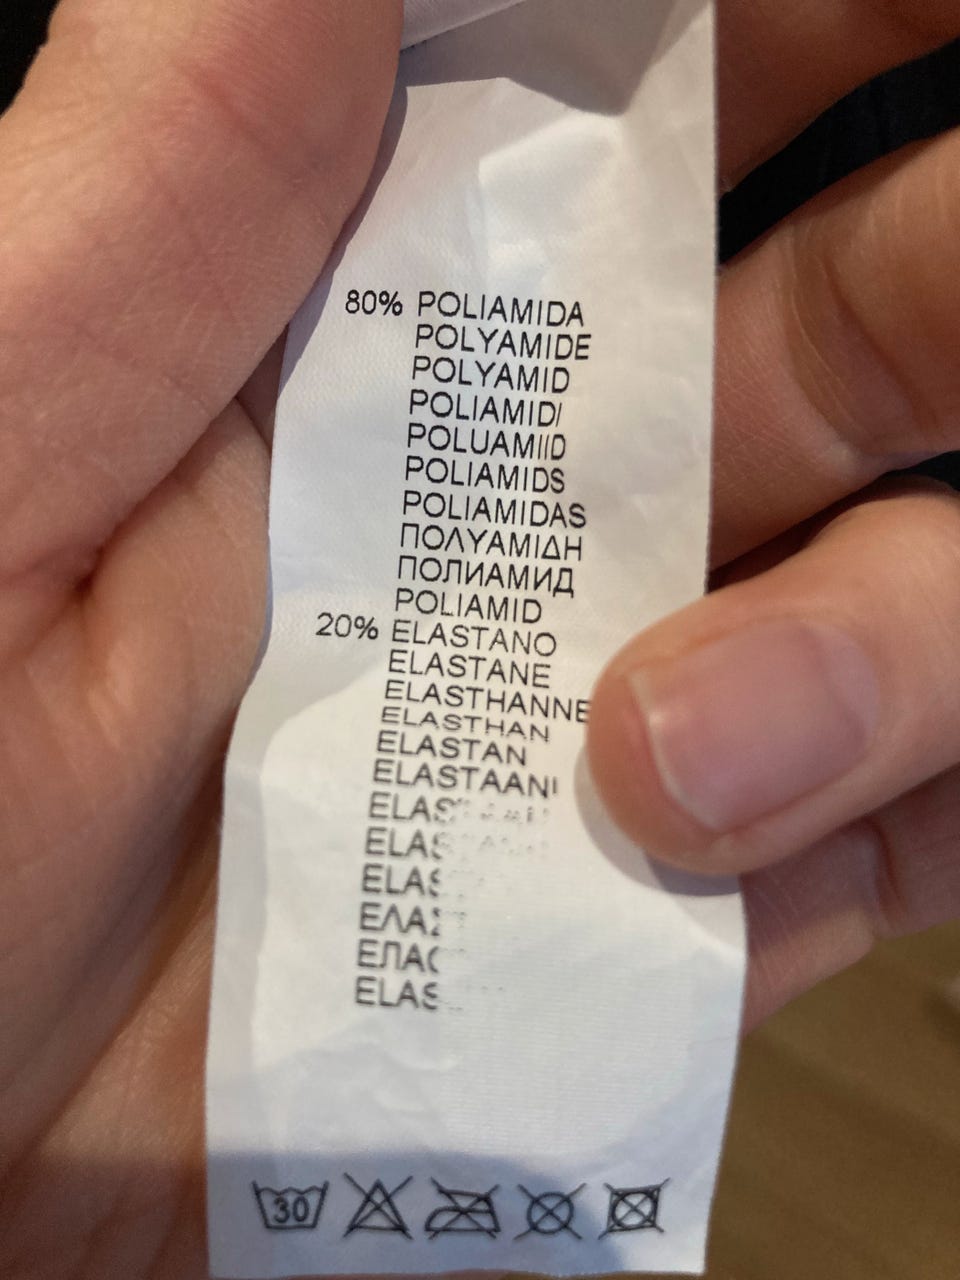 80% POLIAMIDA
POLYAMIDE
POLYAMID
POLIAMIDI
POLUAMIID
POLIAMIDS
POLIAMIDAS
ΠΟΛΥΑΜΙΔΗ
ПОЛИАМИД
POLIAMID
20% ELASTANO
ELASTANE
ELASTHANNE
ELASTHAN
ELASTAN
ELASTAANI
30